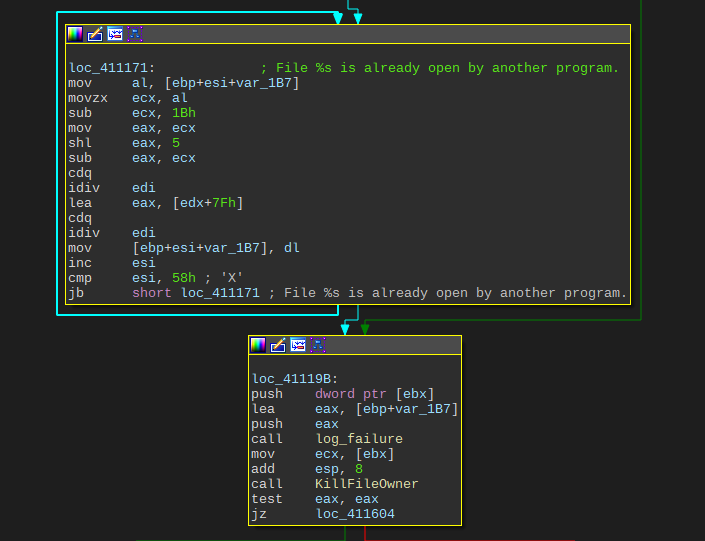 loc_411171: ; File %s is already open by another program.
mov al, [ebp+esi+var_1B7]
movzx ecx, al
sub ecx, 1Bh
mov eax, ecx
shl eax, 5
sub eax, ecx
cdq
idiv edi
lea eax, [edx+7Fh]
cdq
idiv edi
mov [ebp+esi+var_1B7], dl
inc esi
cmp esi, 58h ; 'X'
jb short loc_411171 ; File %s is already open by another program.
loc_41119B:
push dword ptr [ebx]
lea eax, [ebp+var_1B7]
push eax
call log_failure
mov ecx, [ebx]
add esp, 8
call KillFileOwner
test eax, eax
jz loc_411604